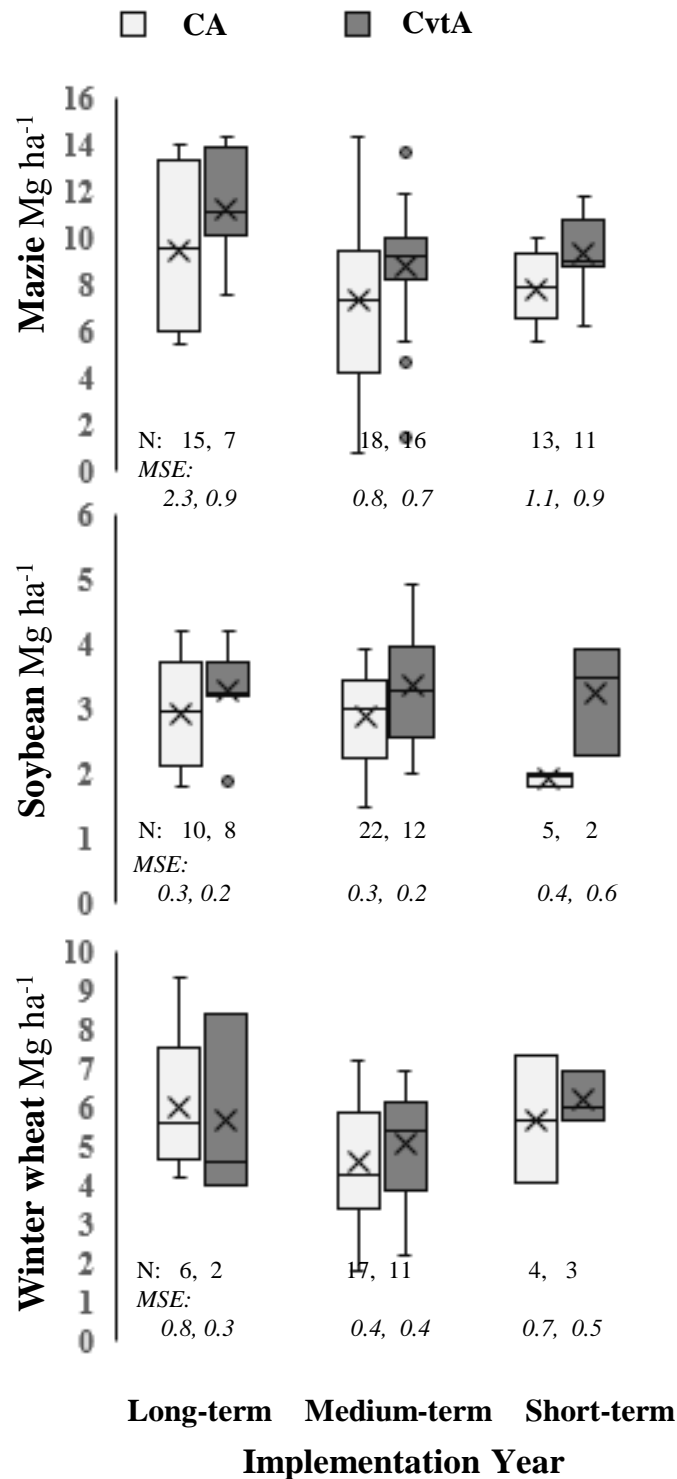 CA CvtA
Mazie Mg ha⁻¹
16
14
12
10
8
6
4
2
0
N: 15, 7 18, 16 13, 11
MSE:
2.3, 0.9 0.8, 0.7 1.1, 0.9
Soybean Mg ha⁻¹
6
5
4
3
2
1
0
N: 10, 8 22, 12 5, 2
MSE:
0.3, 0.2 0.3, 0.2 0.4, 0.6
Winter wheat Mg ha⁻¹
10
9
8
7
6
5
4
3
2
1
0
N: 6, 2 17, 11 4, 3
MSE:
0.8, 0.3 0.4, 0.4 0.7, 0.5
Long-term Medium-term Short-term
Implementation Year